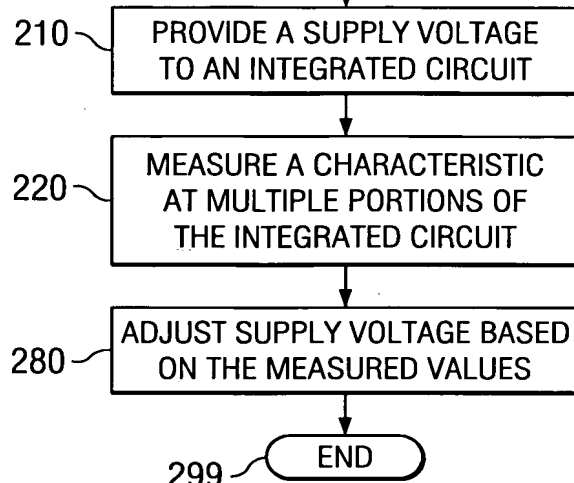 210
PROVIDE A SUPPLY VOLTAGE
TO AN INTEGRATED CIRCUIT
220
MEASURE A CHARACTERISTIC
AT MULTIPLE PORTIONS OF
THE INTEGRATED CIRCUIT
280
ADJUST SUPPLY VOLTAGE BASED
ON THE MEASURED VALUES
299
END